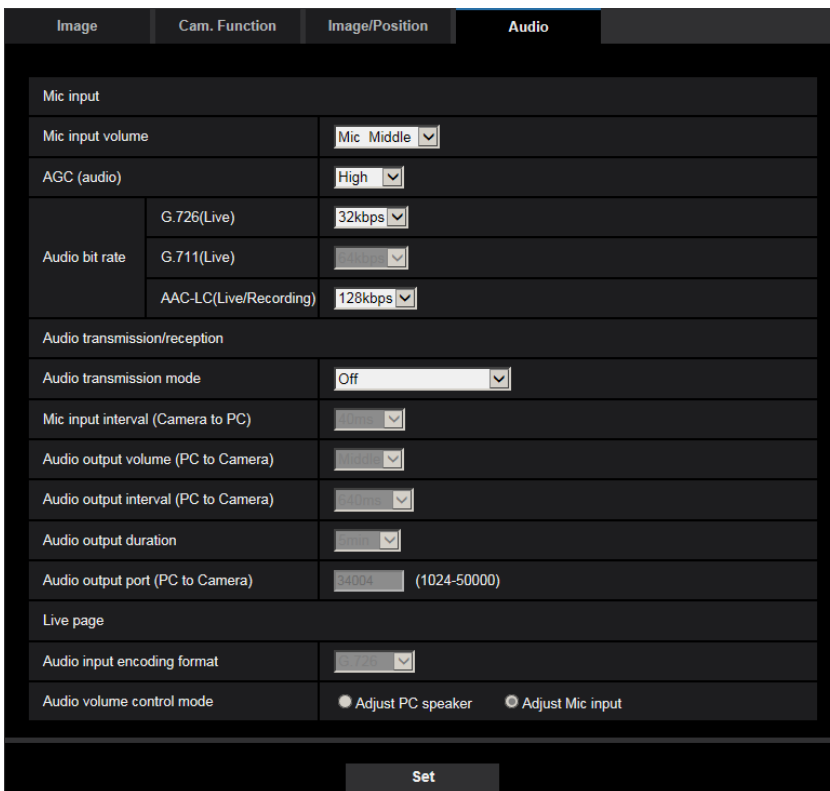 Image Cam. Function Image/Position Audio
Mic input
Mic input volume Mic Middle
AGC (audio) High
Audio bit rate
G.726(Live) 32kbps
G.711(Live) 64kbps
AAC-LC(Live/Recording) 128kbps
Audio transmission/reception
Audio transmission mode Off
Mic input interval (Camera to PC) 40ms
Audio output volume (PC to Camera) Middle
Audio output interval (PC to Camera) 640ms
Audio output duration 5min
Audio output port (PC to Camera) 34004 (1024-50000)
Live page
Audio input encoding format G.726
Audio volume control mode Adjust PC speaker Adjust Mic input
Set